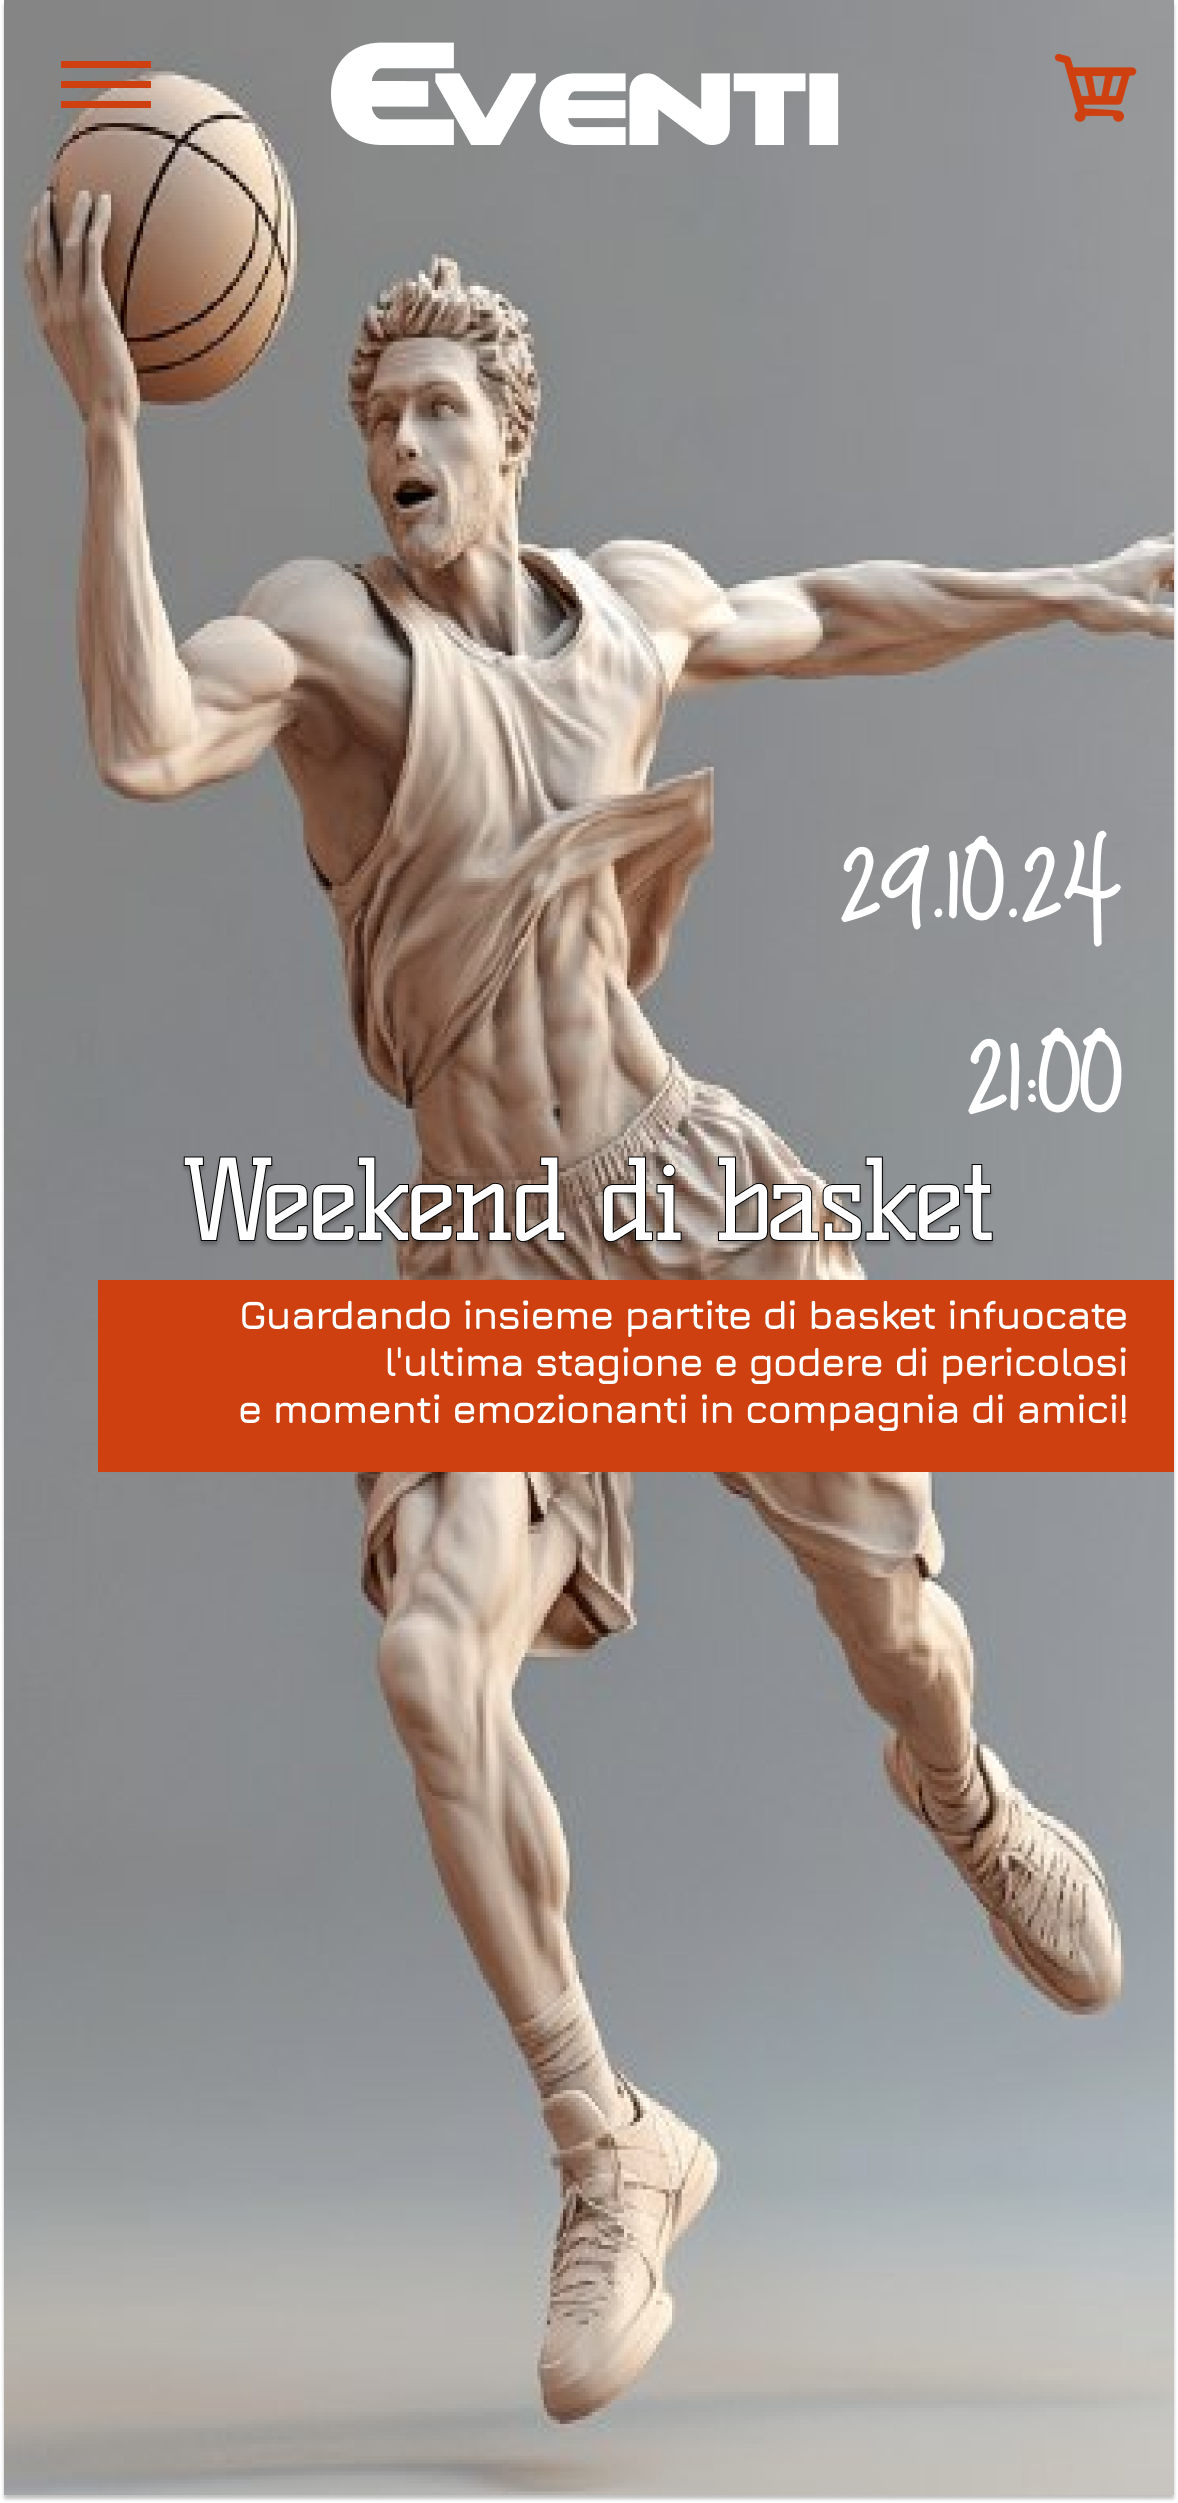 EVENTI
29.10.24
21:00
Weekend di basket
Guardando insieme partite di basket infuocate
l'ultima stagione e godere di pericolosi
e momenti emozionanti in compagnia di amici!